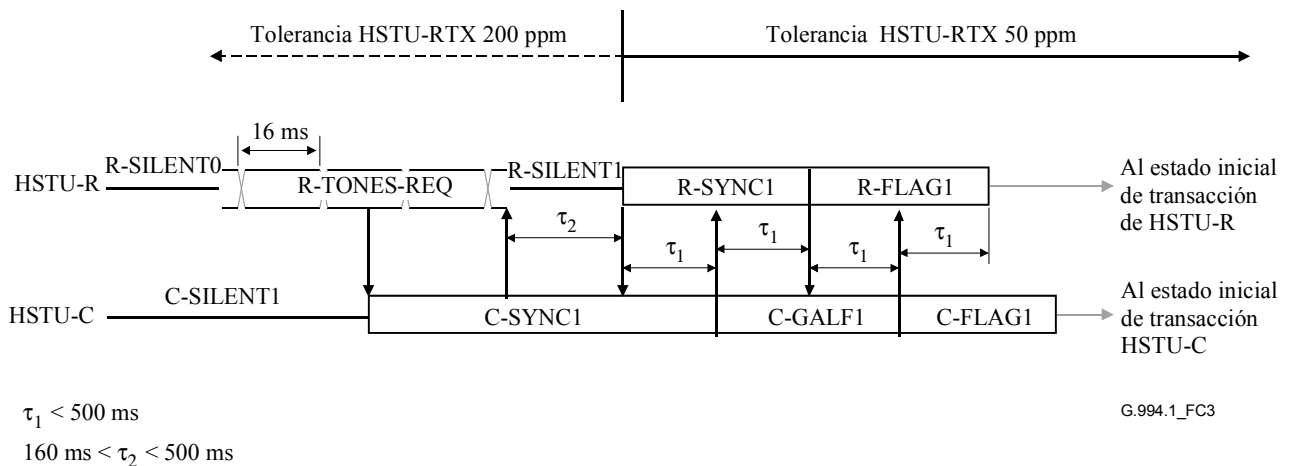 Tolerancia HSTU-RTX 200 ppm
Tolerancia HSTU-RTX 50 ppm
16 ms
R-SILENT0
R-SILENT1
HSTU-R
R-TONES-REQ
R-SYNC1
R-FLAG1
Al estado inicial
de transacción
de HSTU-R
τ2
τ1
τ1
τ1
τ1
C-SILENT1
HSTU-C
C-SYNC1
C-GALF1
C-FLAG1
Al estado inicial
de transacción
HSTU-C
τ1 < 500 ms
160 ms < τ2 < 500 ms
G.994.1_FC3